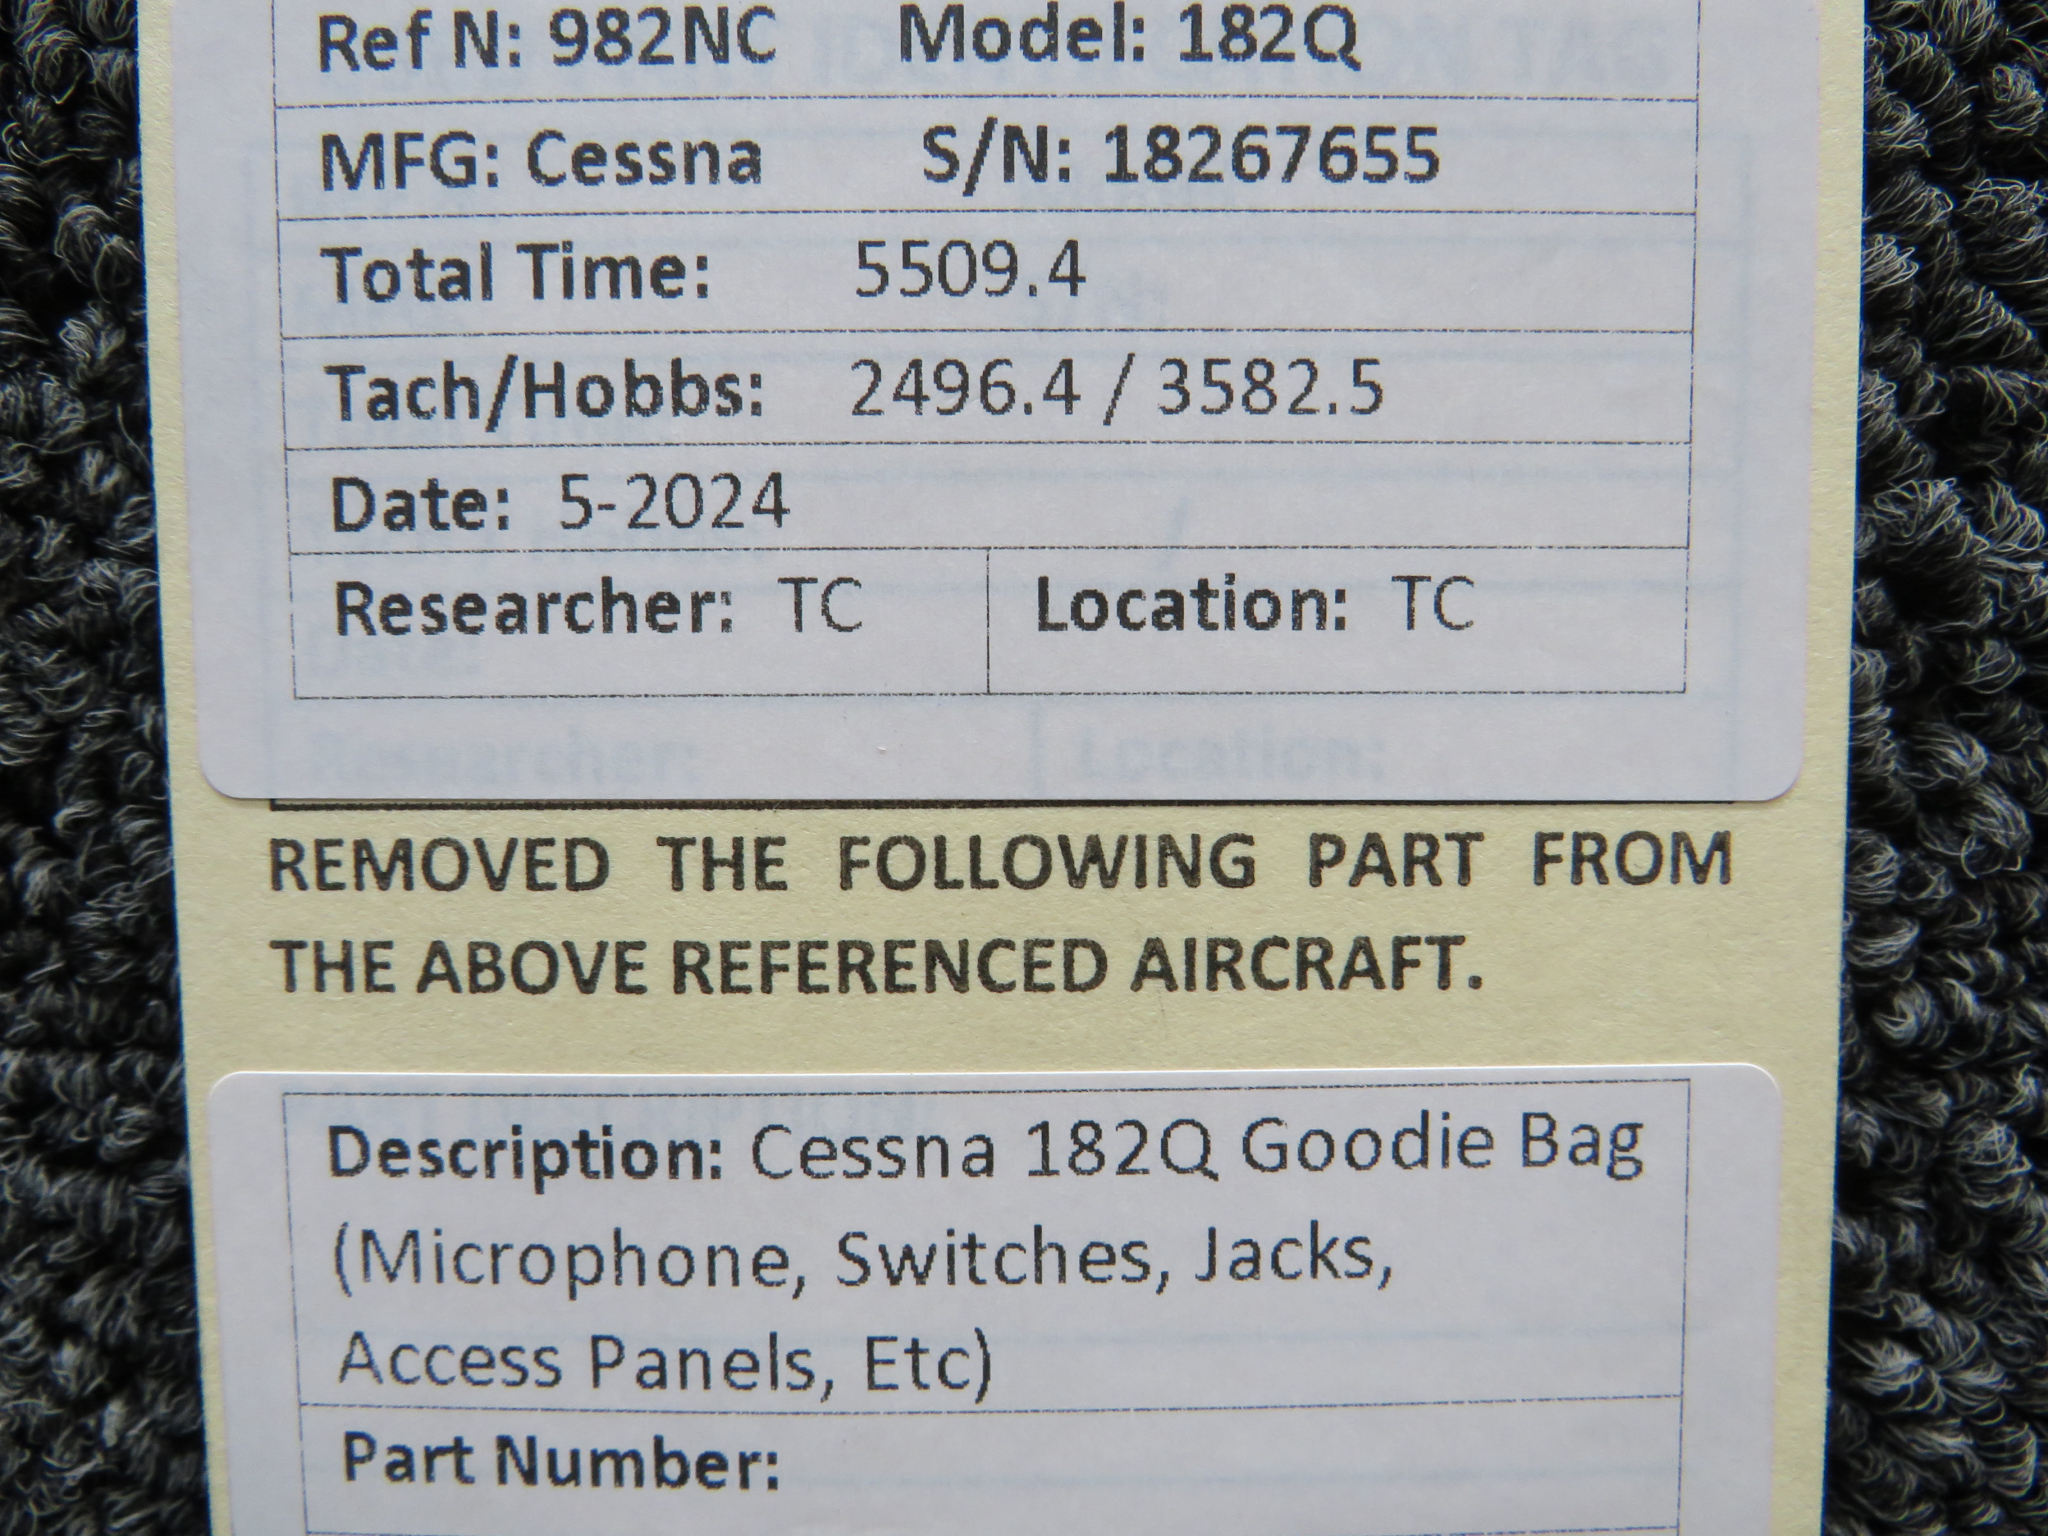 Ref N: 982NC Model: 182Q
MFG: Cessna S/N: 18267655
Total Time: 5509.4
Tach/Hobbs: 2496.4 / 3582.5
Date: 5-2024
Researcher: TC Location: TC
Researcher: Location:
REMOVED THE FOLLOWING PART FROM
THE ABOVE REFERENCED AIRCRAFT.
Description: Cessna 182Q Goodie Bag
(Microphone, Switches, Jacks,
Access Panels, Etc)
Part Number: